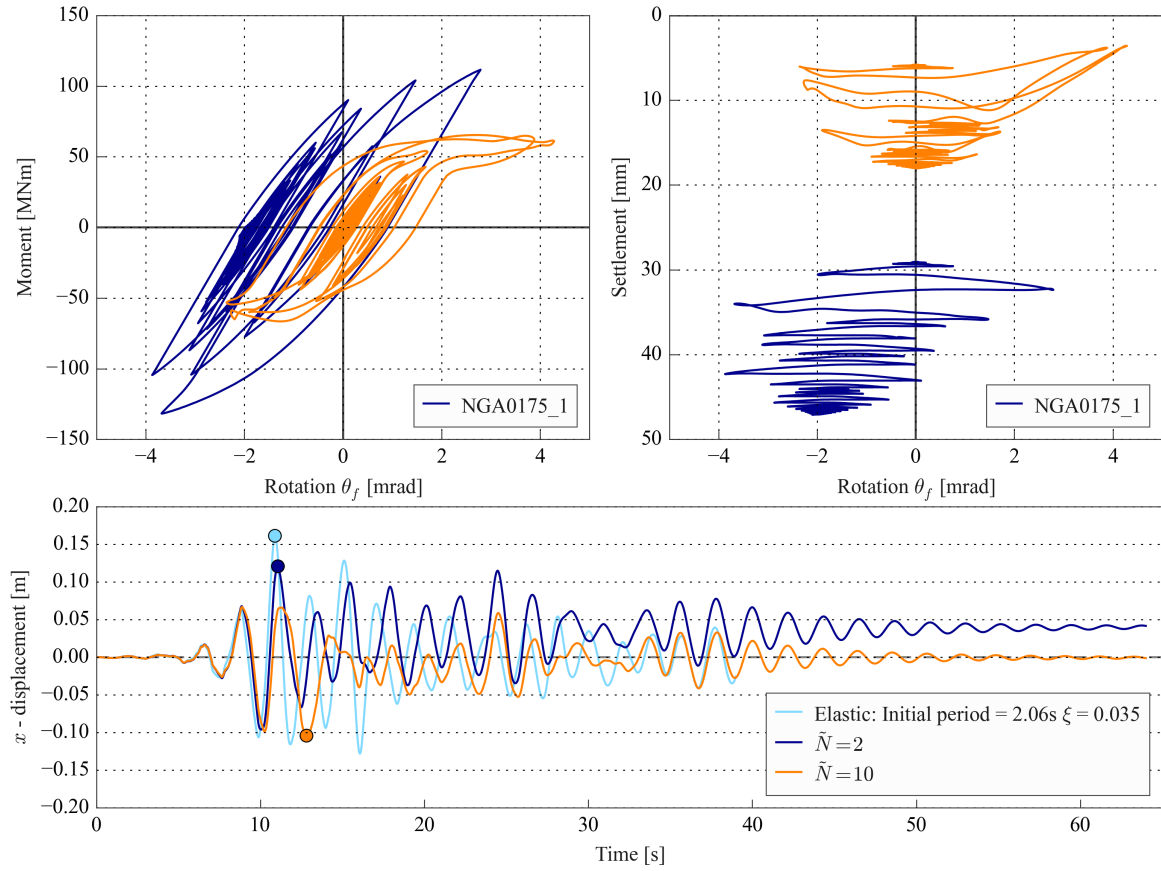 150
100
50
0
−50
−100
−150
Moment [MNm]
−4 −2 0 2 4
Rotation θf [mrad]
NGA0175_1
0
10
20
30
40
50
Settlement [mm]
−4 −2 0 2 4
Rotation θf [mrad]
NGA0175_1
0.20
0.15
0.10
0.05
0.00
−0.05
−0.10
−0.15
−0.20
x - displacement [m]
0 10 20 30 40 50 60
Time [s]
Elastic: Initial period = 2.06s ξ = 0.035
Ñ = 2
Ñ = 10